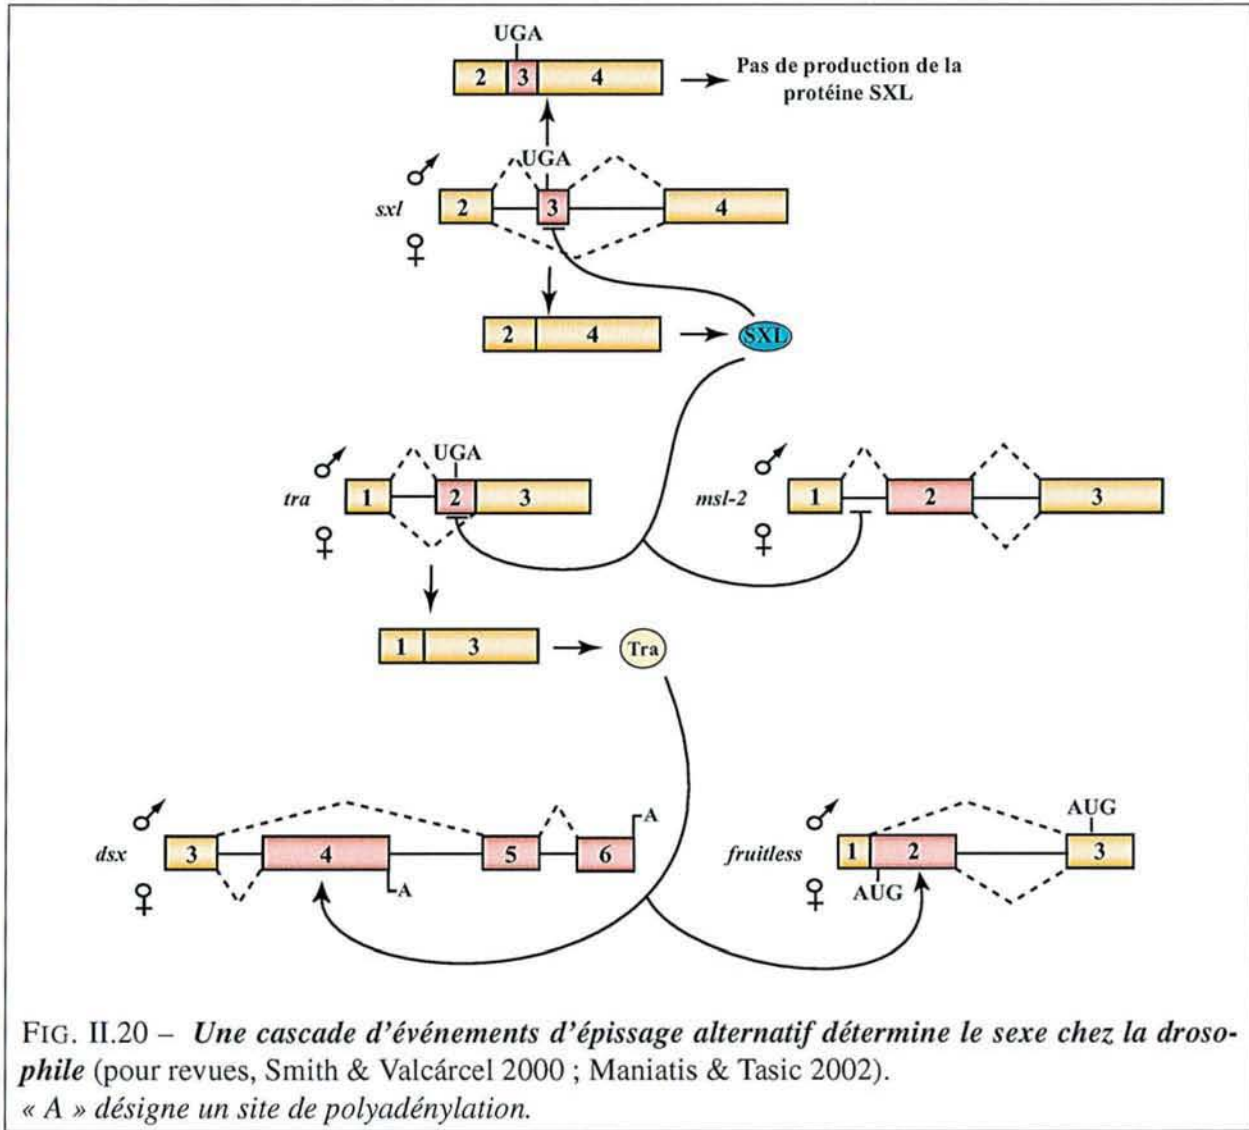 UGA
2 3 4
Pas de production de la
protéine SXL
UGA
♂
sxl
2 3 4
♀
2 4
SXL
UGA
♂
tra
1 2 3
♀
♂
msl-2
1 2 3
♀
1 3
Tra
♂
dsx
3 4 5 6
A
A
♀
♂
fruitless
AUG
1 2 3
AUG
♀
FIG. II.20 – Une cascade d'événements d'épissage alternatif détermine le sexe chez la droso-
phile (pour revues, Smith & Valcárcel 2000 ; Maniatis & Tasic 2002).
« A » désigne un site de polyadénylation.